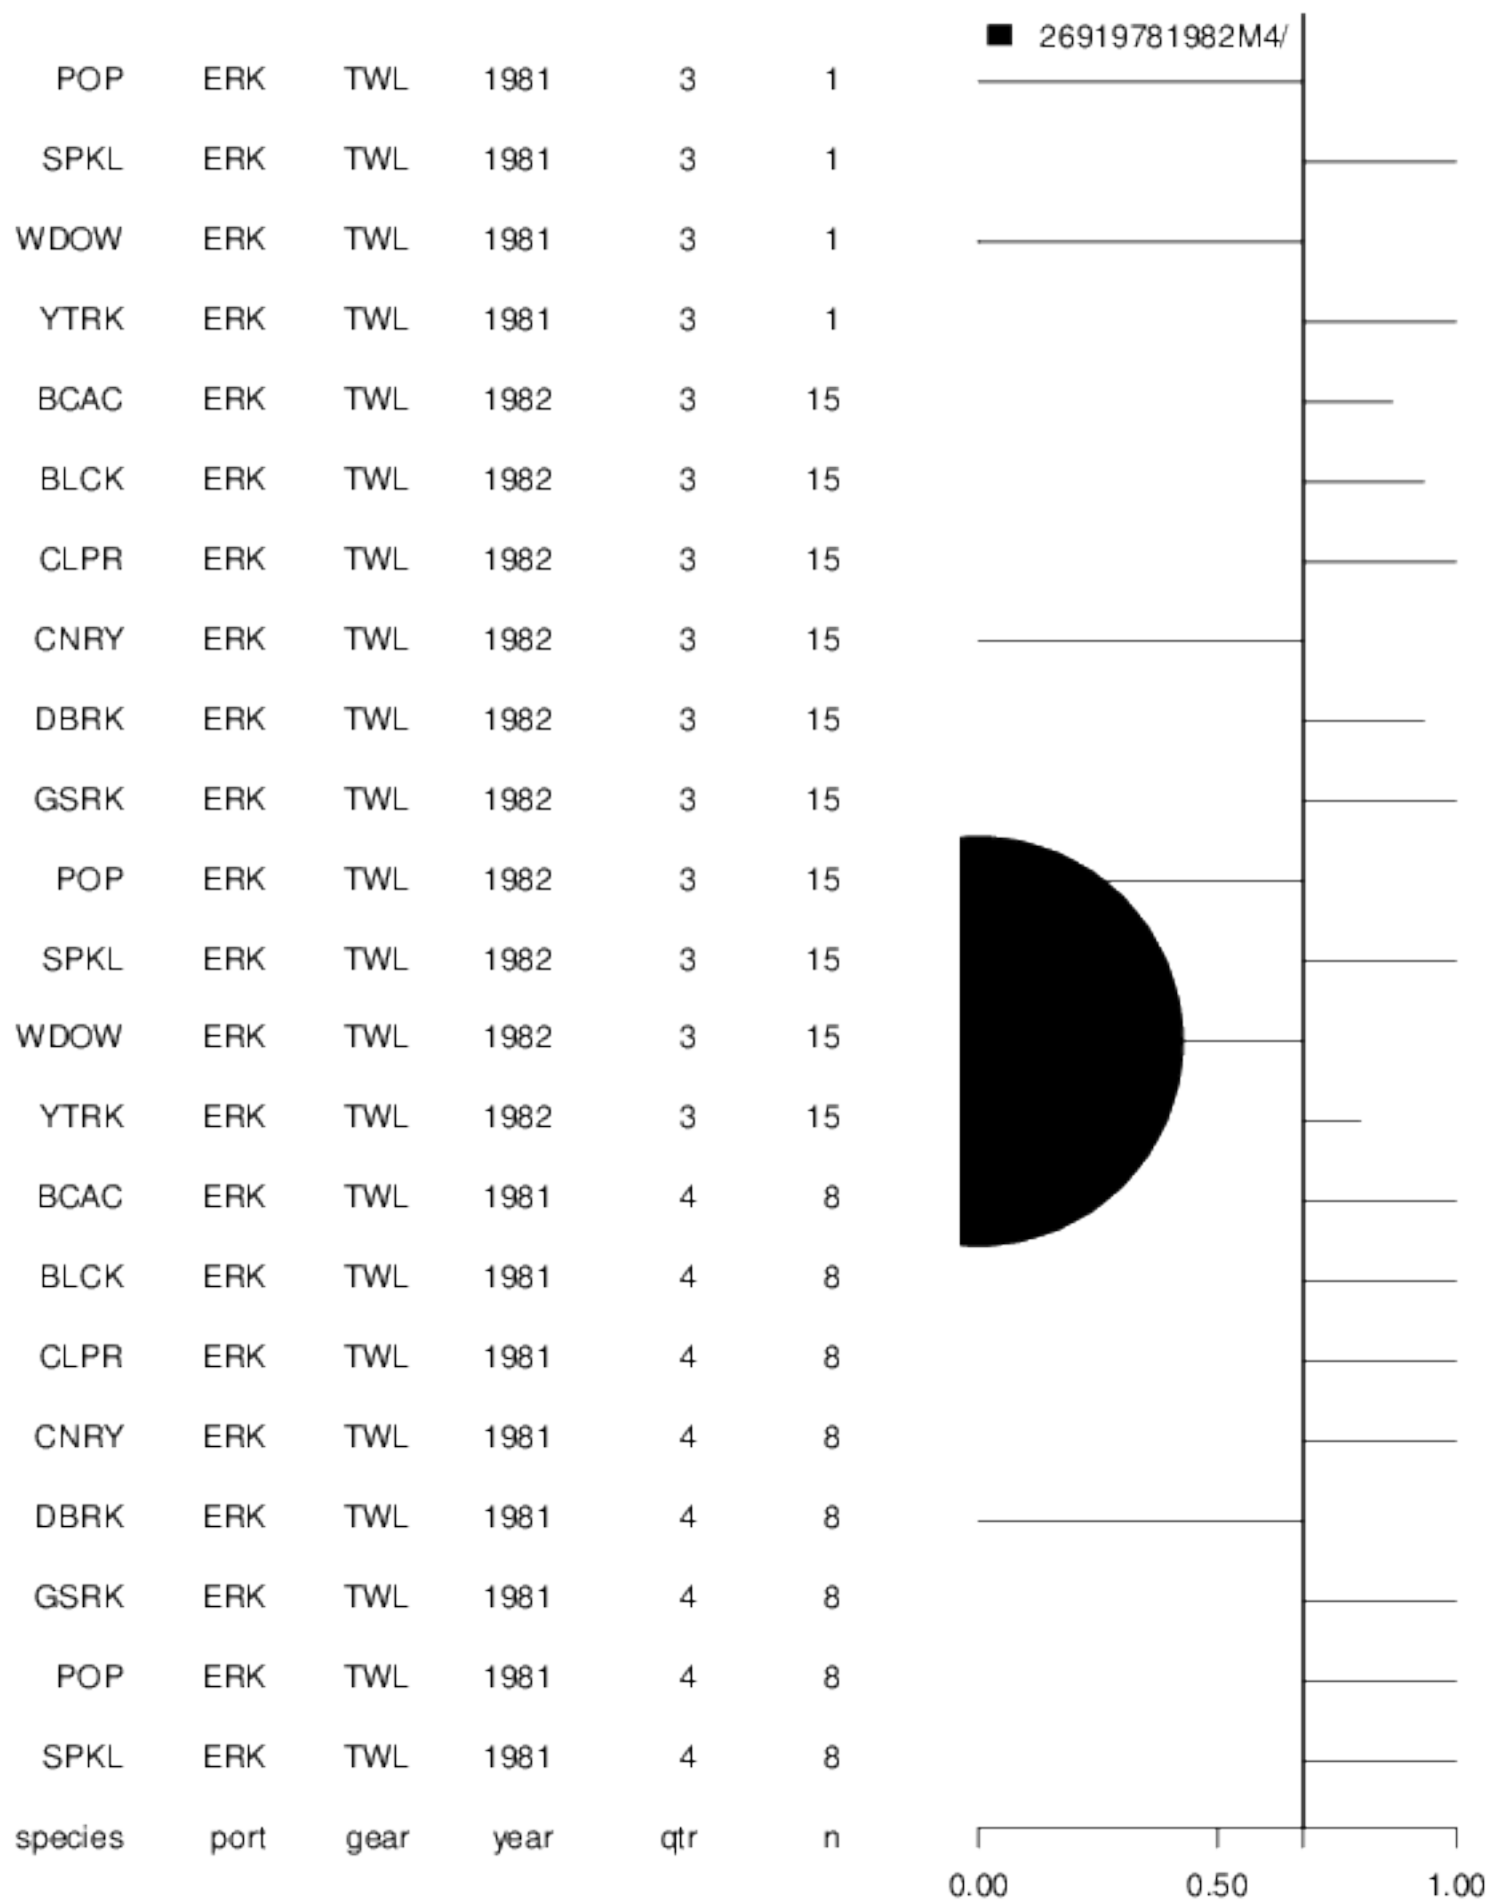 26919781982M4/
POP ERK TWL 1981 3 1
SPKL ERK TWL 1981 3 1
WDOW ERK TWL 1981 3 1
YTRK ERK TWL 1981 3 1
BCAC ERK TWL 1982 3 15
BLCK ERK TWL 1982 3 15
CLPR ERK TWL 1982 3 15
CNRY ERK TWL 1982 3 15
DBRK ERK TWL 1982 3 15
GSRK ERK TWL 1982 3 15
POP ERK TWL 1982 3 15
SPKL ERK TWL 1982 3 15
WDOW ERK TWL 1982 3 15
YTRK ERK TWL 1982 3 15
BCAC ERK TWL 1981 4 8
BLCK ERK TWL 1981 4 8
CLPR ERK TWL 1981 4 8
CNRY ERK TWL 1981 4 8
DBRK ERK TWL 1981 4 8
GSRK ERK TWL 1981 4 8
POP ERK TWL 1981 4 8
SPKL ERK TWL 1981 4 8
species port gear year qtr n
0.00 0.50 1.00